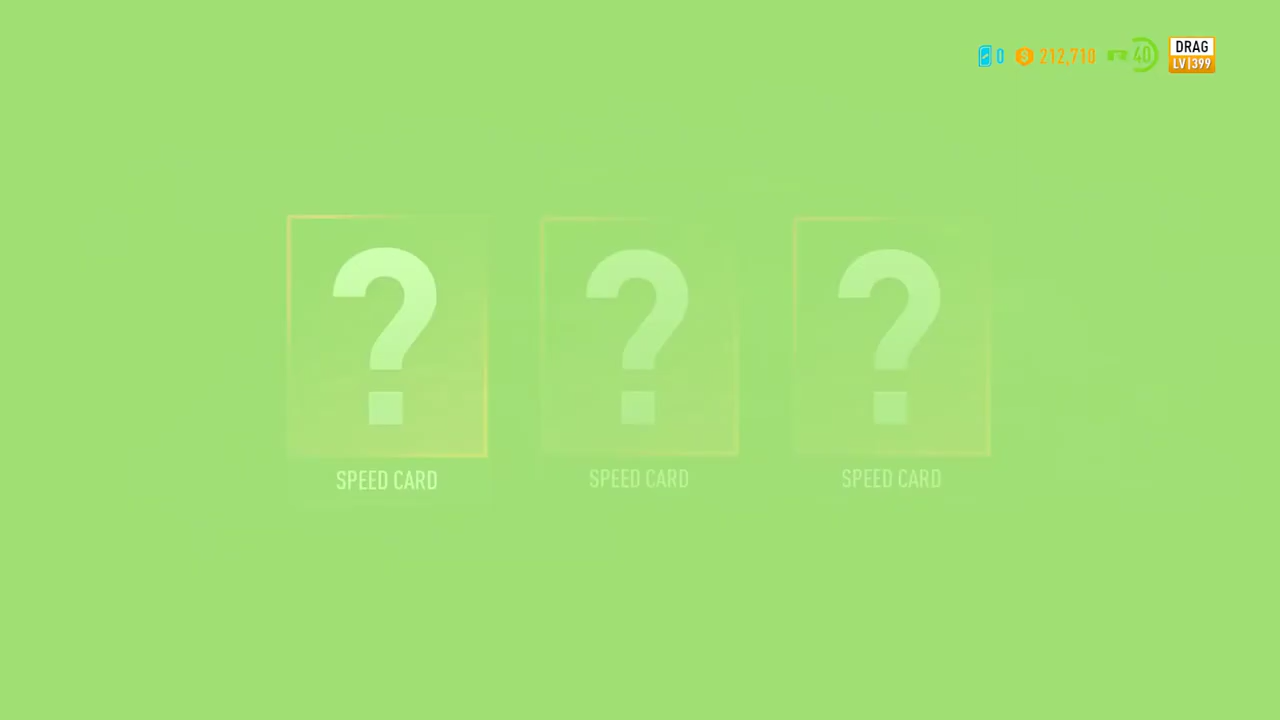 0 212,710 40 DRAG
LV|399
? ? ?
SPEED CARD SPEED CARD SPEED CARD